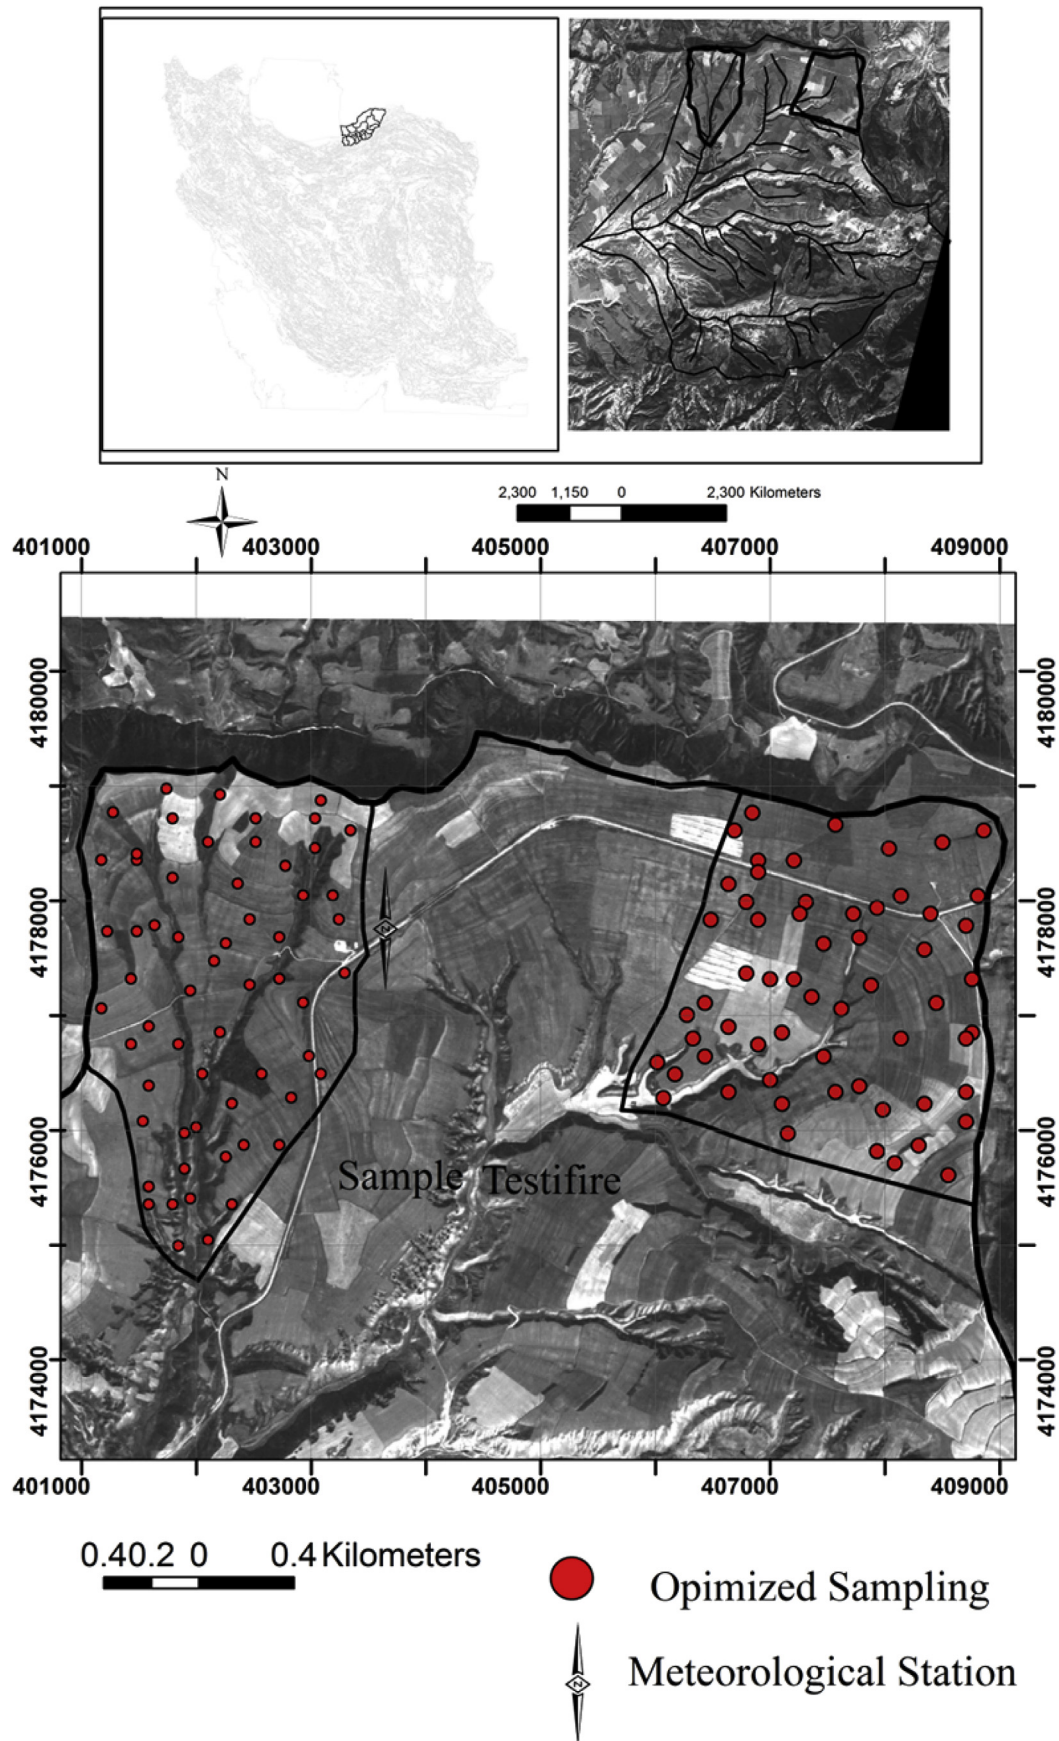 N
2,300 1,150 0 2,300 Kilometers
401000 403000 405000 407000 409000
4180000 4180000
4178000 4178000
4176000 4176000
4174000 4174000
Sample Testifire
401000 403000 405000 407000 409000
0.40.2 0 0.4 Kilometers
Opimized Sampling
Meteorological Station